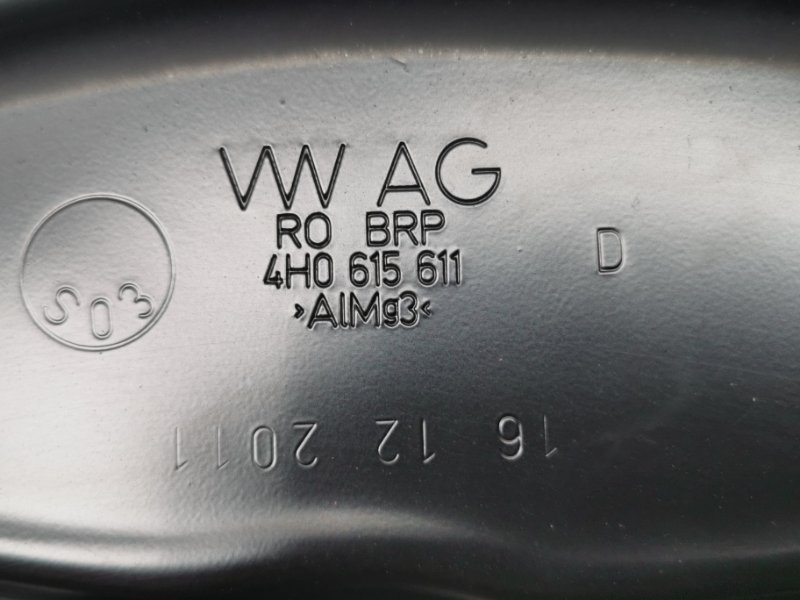 VW AG
RO BRP
4H0 615 611
>AlMg3<
D
S03
16 12 2011